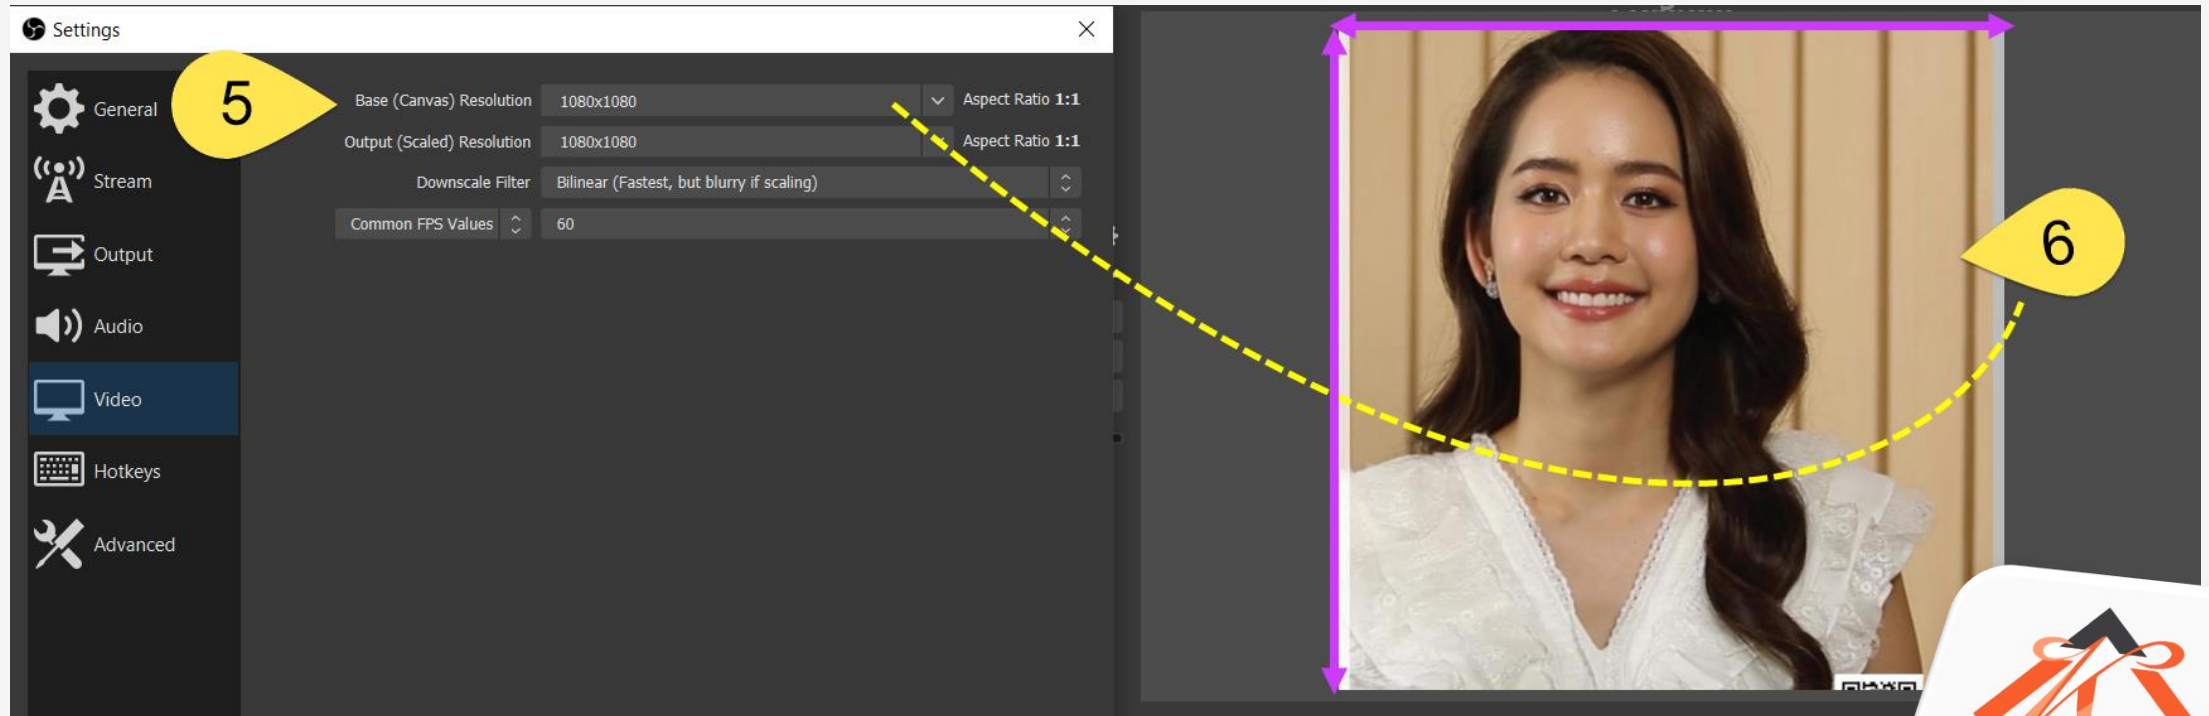 Settings
5
General
Base (Canvas) Resolution 1080x1080 Aspect Ratio 1:1
Output (Scaled) Resolution 1080x1080 Aspect Ratio 1:1
Stream
Downscale Filter Bilinear (Fastest, but blurry if scaling)
Common FPS Values 60
6
Output
Audio
Video
Hotkeys
Advanced